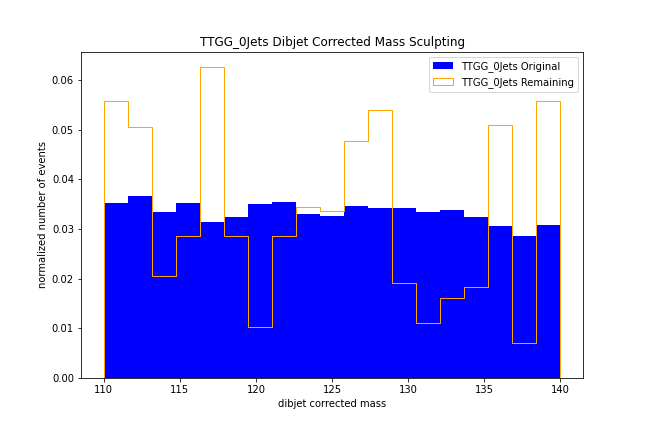 TTGG_0Jets Dibjet Corrected Mass Sculpting
TTGG_0Jets Original
TTGG_0Jets Remaining
normalized number of events
0.06
0.05
0.04
0.03
0.02
0.01
0.00
110 115 120 125 130 135 140
dibjet corrected mass